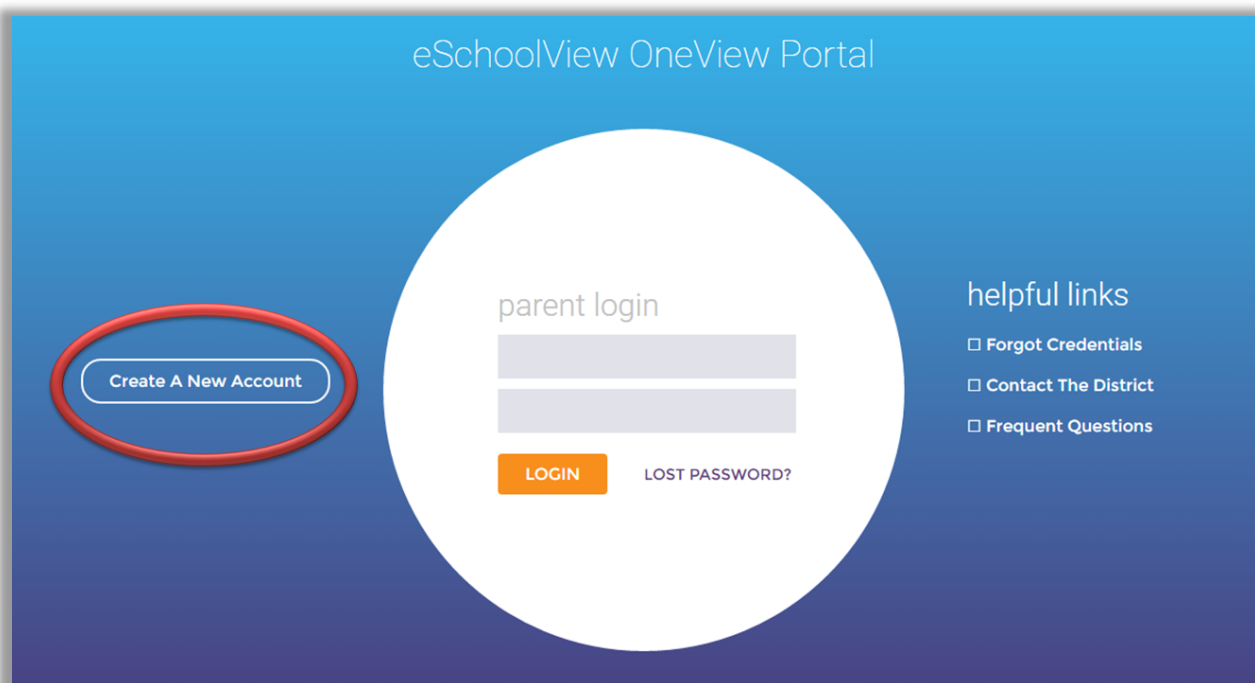 eSchoolView OneView Portal
Create A New Account
parent login
LOGIN
LOST PASSWORD?
helpful links
Forgot Credentials
Contact The District
Frequent Questions